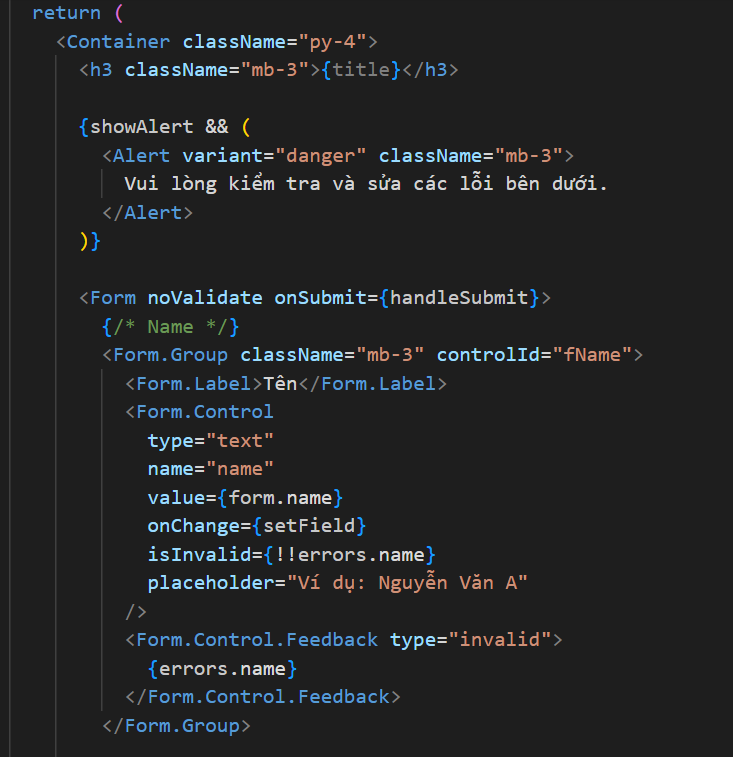 return (
<Container className="py-4">
<h3 className="mb-3">{title}</h3>
{showAlert && (
<Alert variant="danger" className="mb-3">
Vui lòng kiểm tra và sửa các lỗi bên dưới.
</Alert>
)}
<Form noValidate onSubmit={handleSubmit}>
{/* Name */}
<Form.Group className="mb-3" controlId="fName">
<Form.Label>Tên</Form.Label>
<Form.Control
type="text"
name="name"
value={form.name}
onChange={setField}
isInvalid={!!errors.name}
placeholder="Ví dụ: Nguyễn Văn A"
/>
<Form.Control.Feedback type="invalid">
{errors.name}
</Form.Control.Feedback>
</Form.Group>